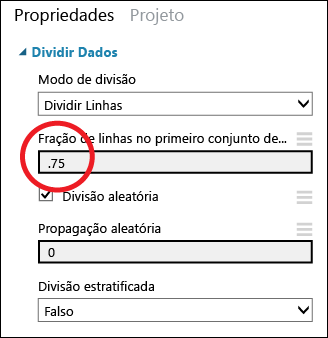 Propriedades Projeto
Dividir Dados
Modo de divisão
Dividir Linhas
Fração de linhas no primeiro conjunto de...
.75
Divisão aleatória
Propagação aleatória
0
Divisão estratificada
Falso